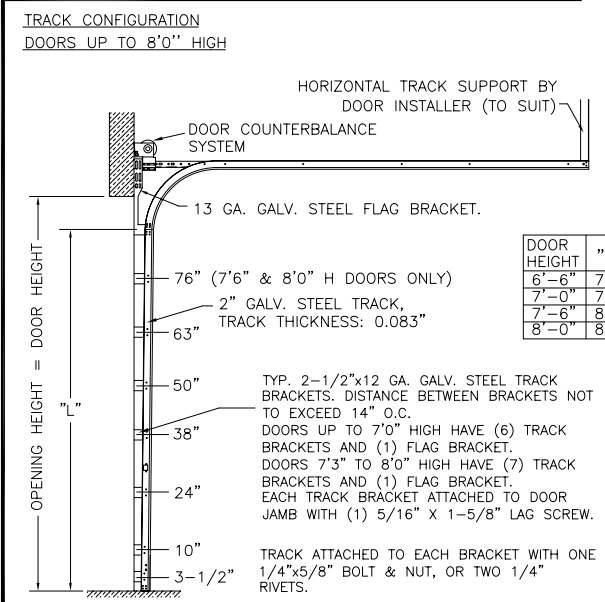 TRACK CONFIGURATION
DOORS UP TO 8'0'' HIGH
HORIZONTAL TRACK SUPPORT BY
DOOR INSTALLER (TO SUIT)
DOOR COUNTERBALANCE
SYSTEM
13 GA. GALV. STEEL FLAG BRACKET.
OPENING HEIGHT = DOOR HEIGHT
"L"
76" (7'6" & 8'0" H DOORS ONLY)
2" GALV. STEEL TRACK,
TRACK THICKNESS: 0.083"
63"
50"
38"
24"
10"
3-1/2"
DOOR HEIGHT "
6'-6" 7
7'-0" 7
7'-6" 8
8'-0" 8
TYP. 2-1/2"x12 GA. GALV. STEEL TRACK
BRACKETS. DISTANCE BETWEEN BRACKETS NOT
TO EXCEED 14" O.C.
DOORS UP TO 7'0" HIGH HAVE (6) TRACK
BRACKETS AND (1) FLAG BRACKET.
DOORS 7'3" TO 8'0" HIGH HAVE (7) TRACK
BRACKETS AND (1) FLAG BRACKET.
EACH TRACK BRACKET ATTACHED TO DOOR
JAMB WITH (1) 5/16" X 1-5/8" LAG SCREW.
TRACK ATTACHED TO EACH BRACKET WITH ONE
1/4"x5/8" BOLT & NUT, OR TWO 1/4"
RIVETS.